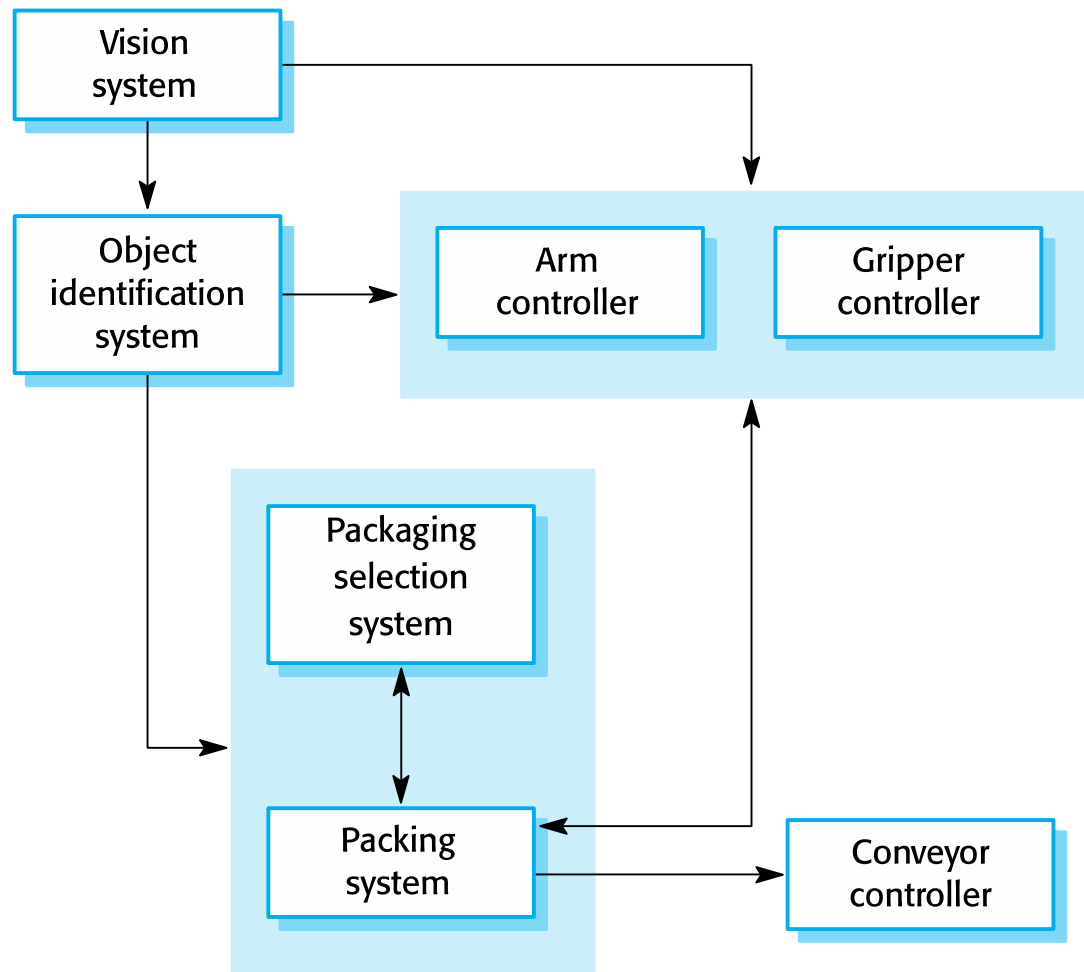 Vision
system
Object
identification
system
Arm
controller
Gripper
controller
Packaging
selection
system
Packing
system
Conveyor
controller